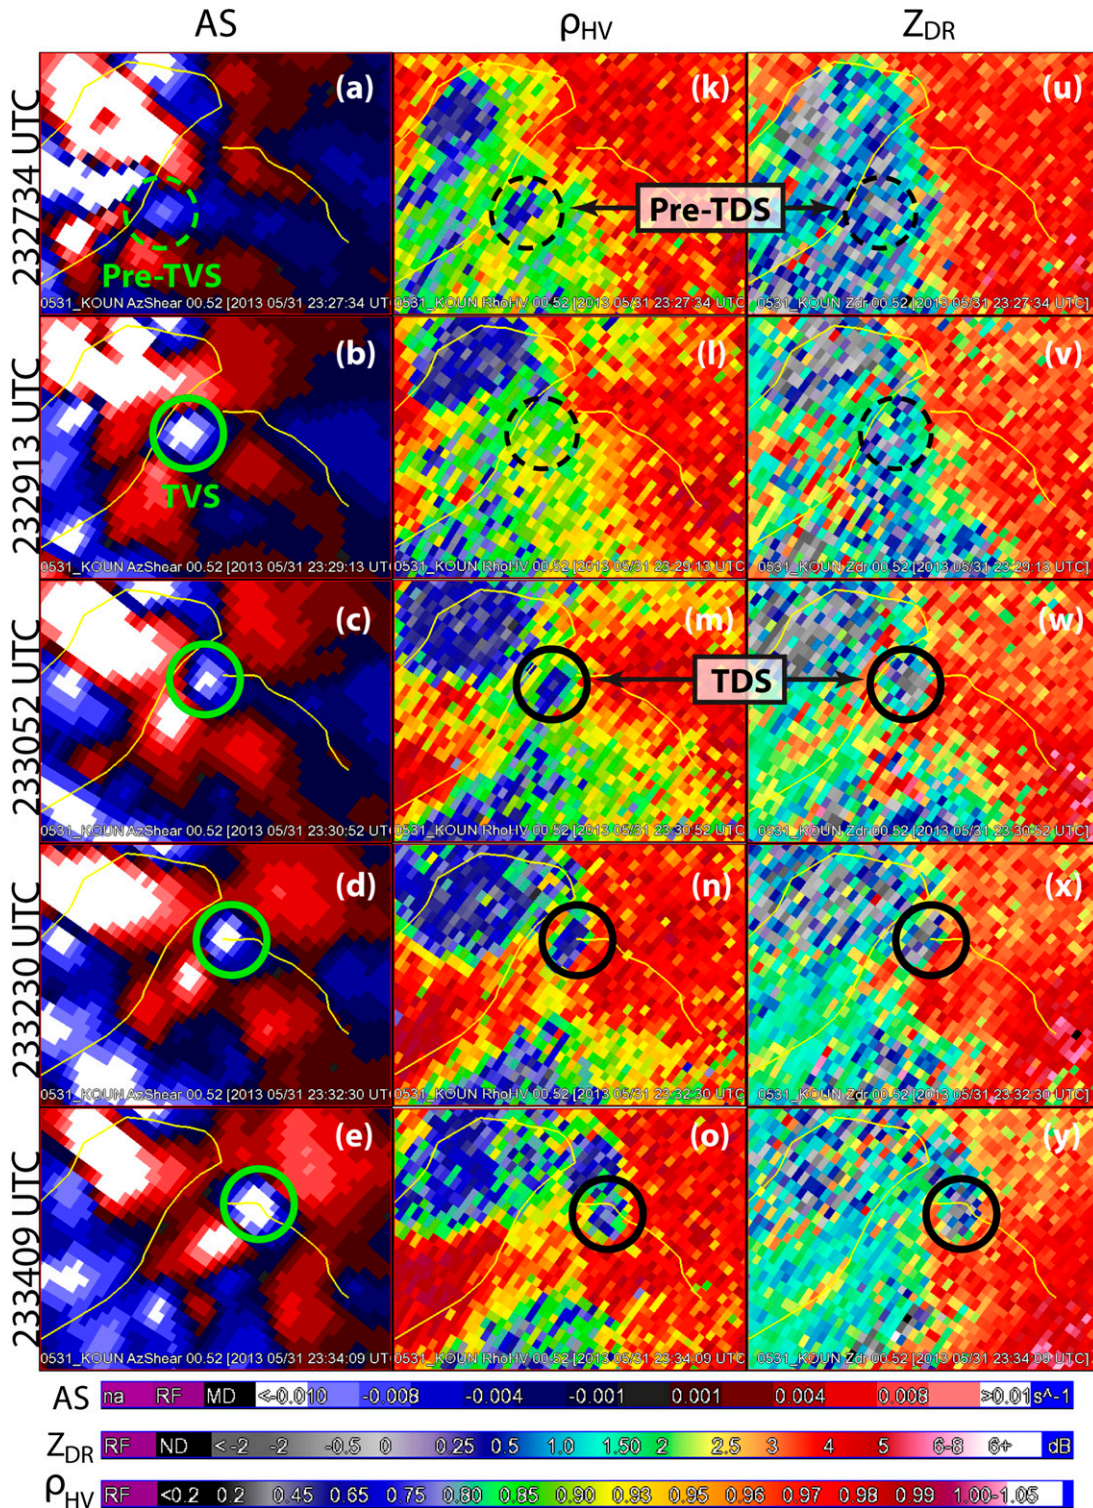 AS ρHV ZDR
232734 UTC
(a) (k) (u)
Pre-TDS
Pre-TVS
0531_KOUN AzShear 00.52 [2013 05/31 23:27:34 UTC
0531_KOUN RhoHV 00.52 [2013 05/31 23:27:34 UTC]
0531_KOUN Zdr 00.52 [2013 05/31 23:27:34 UTC]
232913 UTC
(b) (l) (v)
TVS
0531_KOUN AzShear 00.52 [2013 05/31 23:29:13 UTC
0531_KOUN RhoHV 00.52 [2013 05/31 23:29:13 UTC]
0531_KOUN Zdr 00.52 [2013 05/31 23:29:13 UTC]
233052 UTC
(c) (m) (w)
TDS
0531_KOUN AzShear 00.52 [2013 05/31 23:30:52 UTC
0531_KOUN RhoHV 00.52 [2013 05/31 23:30:52 UTC]
0531_KOUN Zdr 00.52 [2013 05/31 23:30:52 UTC]
233230 UTC
(d) (n) (x)
0531_KOUN AzShear 00.52 [2013 05/31 23:32:30 UTC
0531_KOUN RhoHV 00.52 [2013 05/31 23:32:30 UTC]
0531_KOUN Zdr 00.52 [2013 05/31 23:32:30 UTC]
233409 UTC
(e) (o) (y)
0531_KOUN AzShear 00.52 [2013 05/31 23:34:09 UTC
0531_KOUN RhoHV 00.52 [2013 05/31 23:34:09 UTC]
0531_KOUN Zdr 00.52 [2013 05/31 23:34:09 UTC]
AS na RF MD <-0.010 -0.008 -0.004 -0.001 0.001 0.004 0.008 >0.01 s^-1
ZDR RF ND < -2 -2 -0.5 0 0.25 0.5 1.0 1.50 2 2.5 3 4 5 6-8 6+ dB
ρHV RF <0.2 0.2 0.45 0.65 0.75 0.80 0.85 0.90 0.93 0.95 0.96 0.97 0.98 0.99 1.00-1.05